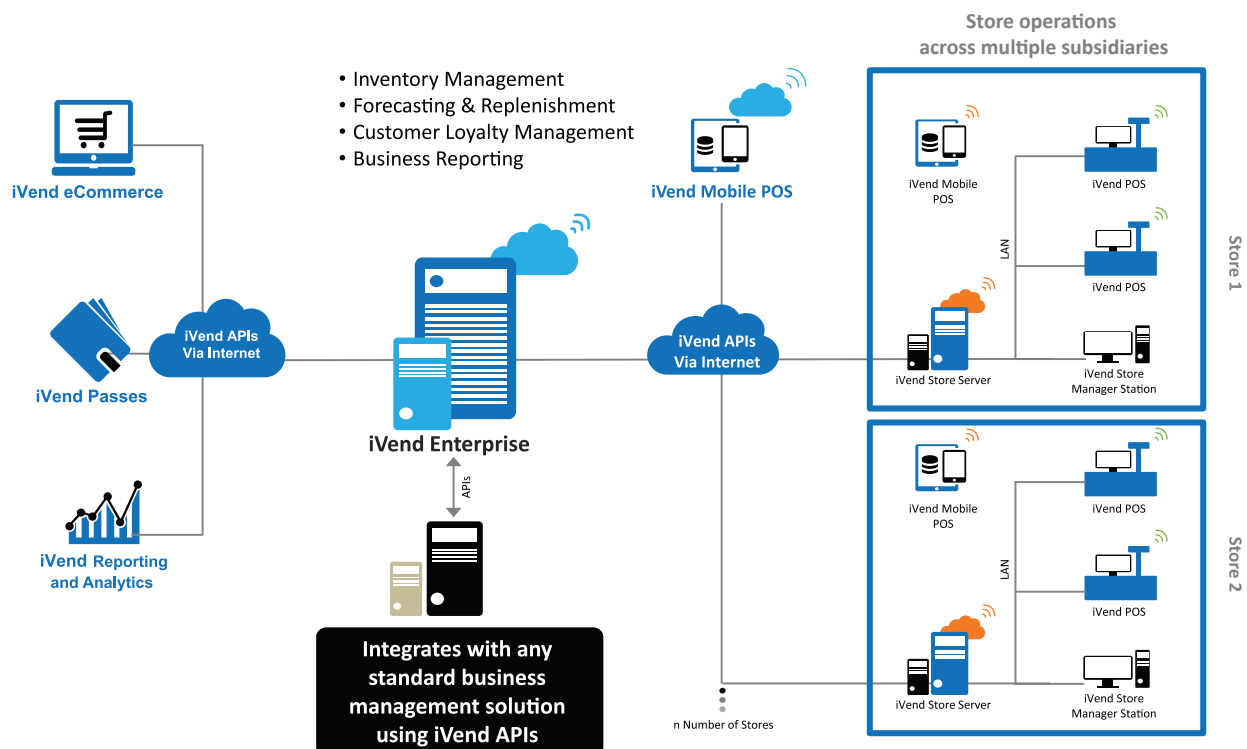 Store operations
across multiple subsidiaries
• Inventory Management
• Forecasting & Replenishment
• Customer Loyalty Management
• Business Reporting
iVend eCommerce
iVend Mobile POS
iVend Passes
iVend APIs
Via Internet
iVend Reporting
and Analytics
iVend Enterprise
APIs
Integrates with any
standard business
management solution
using iVend APIs
iVend APIs
Via Internet
n Number of Stores
iVend Mobile
POS
iVend POS
LAN
iVend POS
iVend Store Server
iVend Store
Manager Station
Store 1
iVend Mobile
POS
iVend POS
LAN
iVend POS
iVend Store Server
iVend Store
Manager Station
Store 2